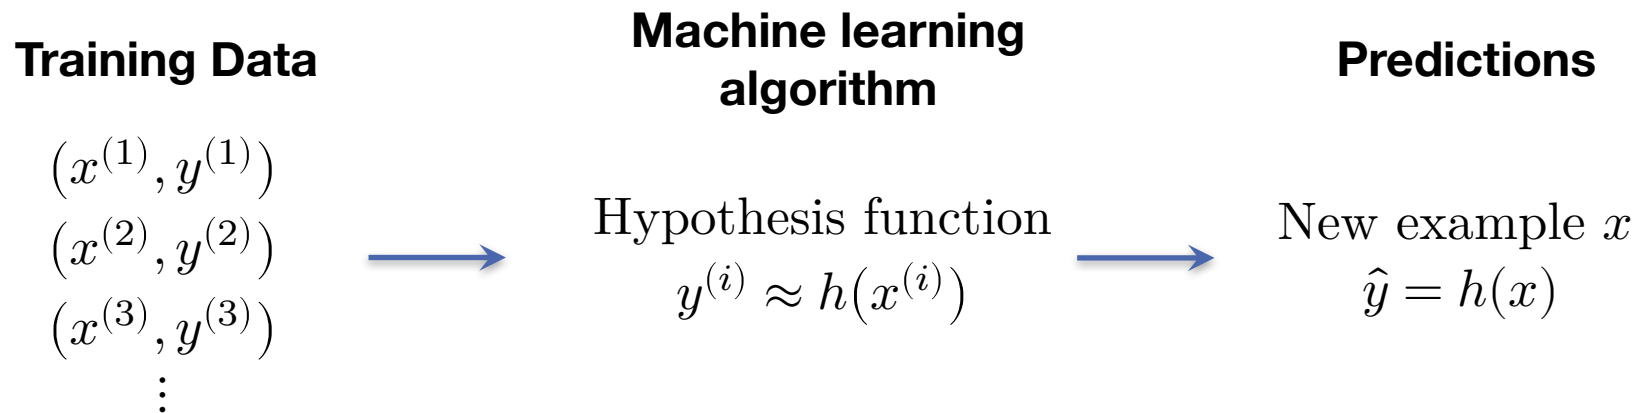 Training Data
(x^{(1)}, y^{(1)})
(x^{(2)}, y^{(2)})
(x^{(3)}, y^{(3)})
⋮
Machine learning
algorithm
Hypothesis function
y^{(i)} ≈ h(x^{(i)})
Predictions
New example x
ŷ = h(x)